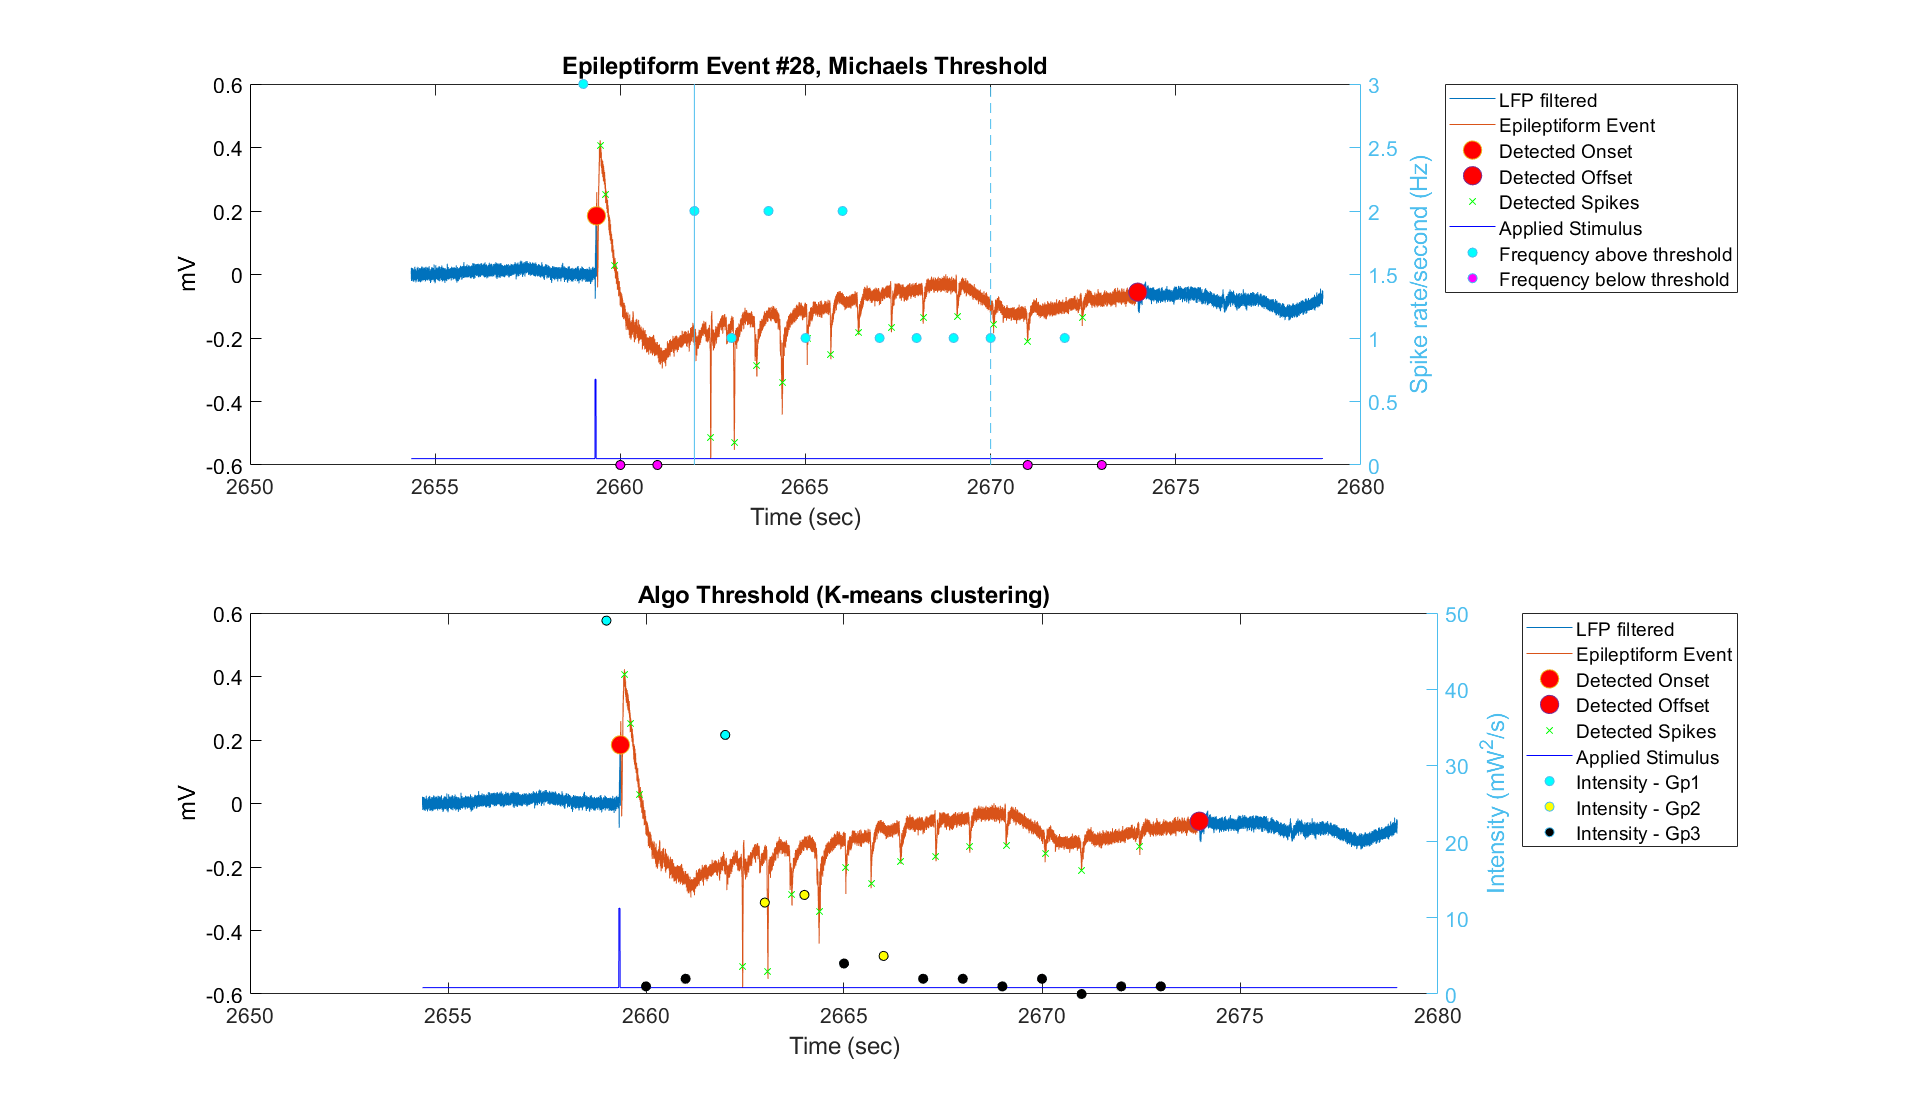 Epileptiform Event #28, Michaels Threshold
0.6
0.4
0.2
0
-0.2
-0.4
-0.6
mV
2650
2655
2660
2665
2670
2675
2680
Time (sec)
3
2.5
2
1.5
1
0.5
0
Spike rate/second (Hz)
LFP filtered
Epileptiform Event
Detected Onset
Detected Offset
Detected Spikes
Applied Stimulus
Frequency above threshold
Frequency below threshold
Algo Threshold (K-means clustering)
0.6
0.4
0.2
0
-0.2
-0.4
-0.6
mV
2650
2655
2660
2665
2670
2675
2680
Time (sec)
50
40
30
20
10
0
Intensity (mW²/s)
LFP filtered
Epileptiform Event
Detected Onset
Detected Offset
Detected Spikes
Applied Stimulus
Intensity - Gp1
Intensity - Gp2
Intensity - Gp3